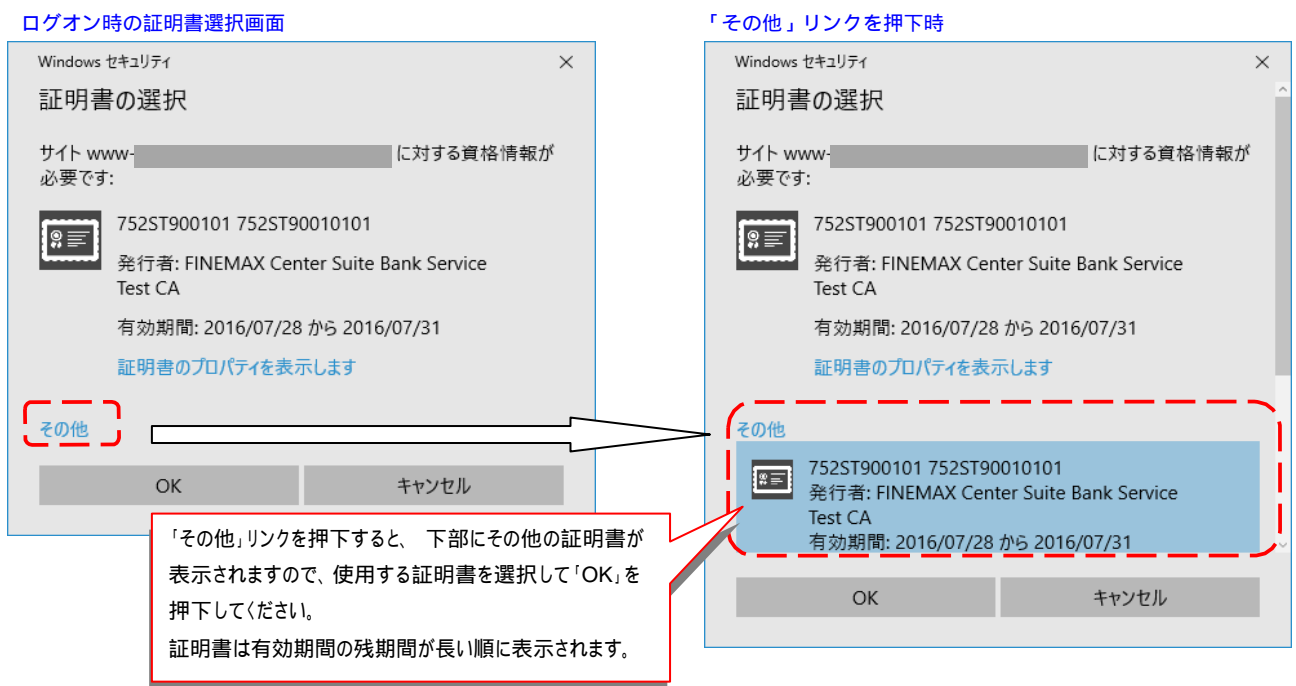 ログオン時の証明書選択画面
Windows セキュリティ
証明書の選択
サイト www- に対する資格情報が
必要です:
752ST900101 752ST90010101
発行者: FINEMAX Center Suite Bank Service
Test CA
有効期間: 2016/07/28 から 2016/07/31
証明書のプロパティを表示します
その他
OK
キャンセル
「その他」リンクを押下すると、 下部にその他の証明書が
表示されますので、使用する証明書を選択して「OK」を
押下してください。
証明書は有効期間の残期間が長い順に表示されます。
「その他」リンクを押下時
Windows セキュリティ
証明書の選択
サイト www- に対する資格情報が
必要です:
752ST900101 752ST90010101
発行者: FINEMAX Center Suite Bank Service
Test CA
有効期間: 2016/07/28 から 2016/07/31
証明書のプロパティを表示します
その他
752ST900101 752ST90010101
発行者: FINEMAX Center Suite Bank Service
Test CA
有効期間: 2016/07/28 から 2016/07/31
OK
キャンセル